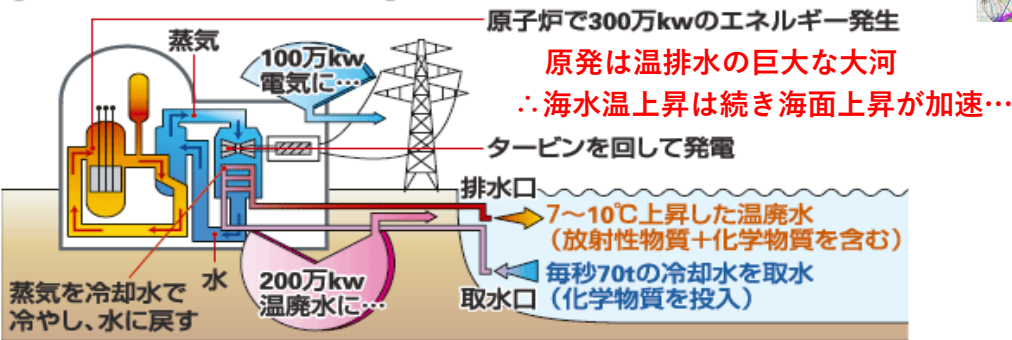 原子炉で300万kwのエネルギー発生
蒸気
100万kw
電気に…
原発は温排水の巨大な大河
∴海水温上昇は続き海面上昇が加速…
タービンを回して発電
排水口
7〜10℃上昇した温廃水
（放射性物質＋化学物質を含む）
毎秒70tの冷却水を取水
（化学物質を投入）
取水口
水
200万kw
温廃水に…
蒸気を冷却水で
冷やし、水に戻す